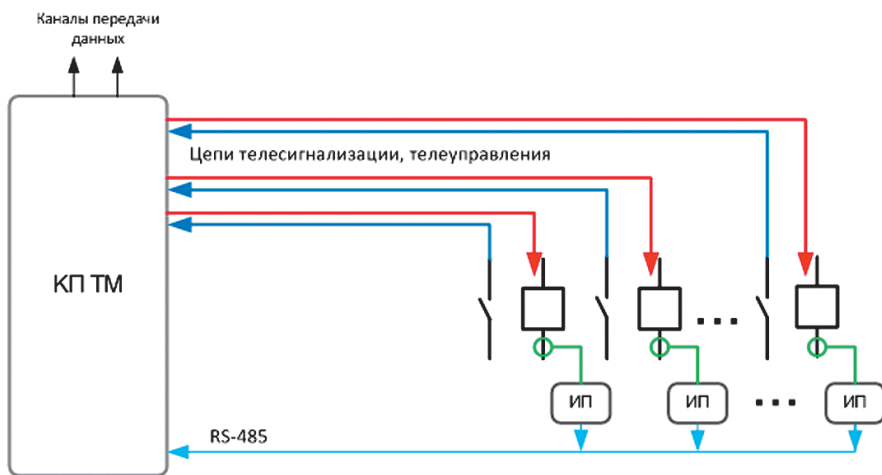 Каналы передачи
данных
Цепи телесигнализации, телеуправления
КП ТМ
ИП
ИП
ИП
RS-485